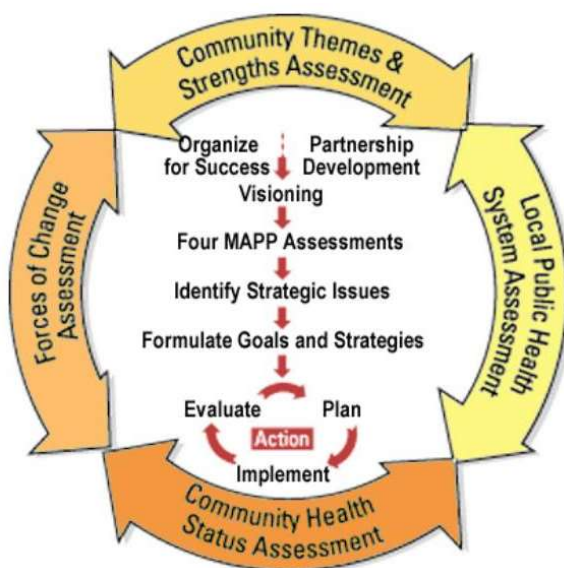 Community Themes &
Strengths Assessment
Organize
for Success
Partnership
Development
Visioning
Four MAPP Assessments
Identify Strategic Issues
Formulate Goals and Strategies
Evaluate
Plan
Action
Implement
Forces of Change
Assessment
Local Public Health
System Assessment
Community Health
Status Assessment